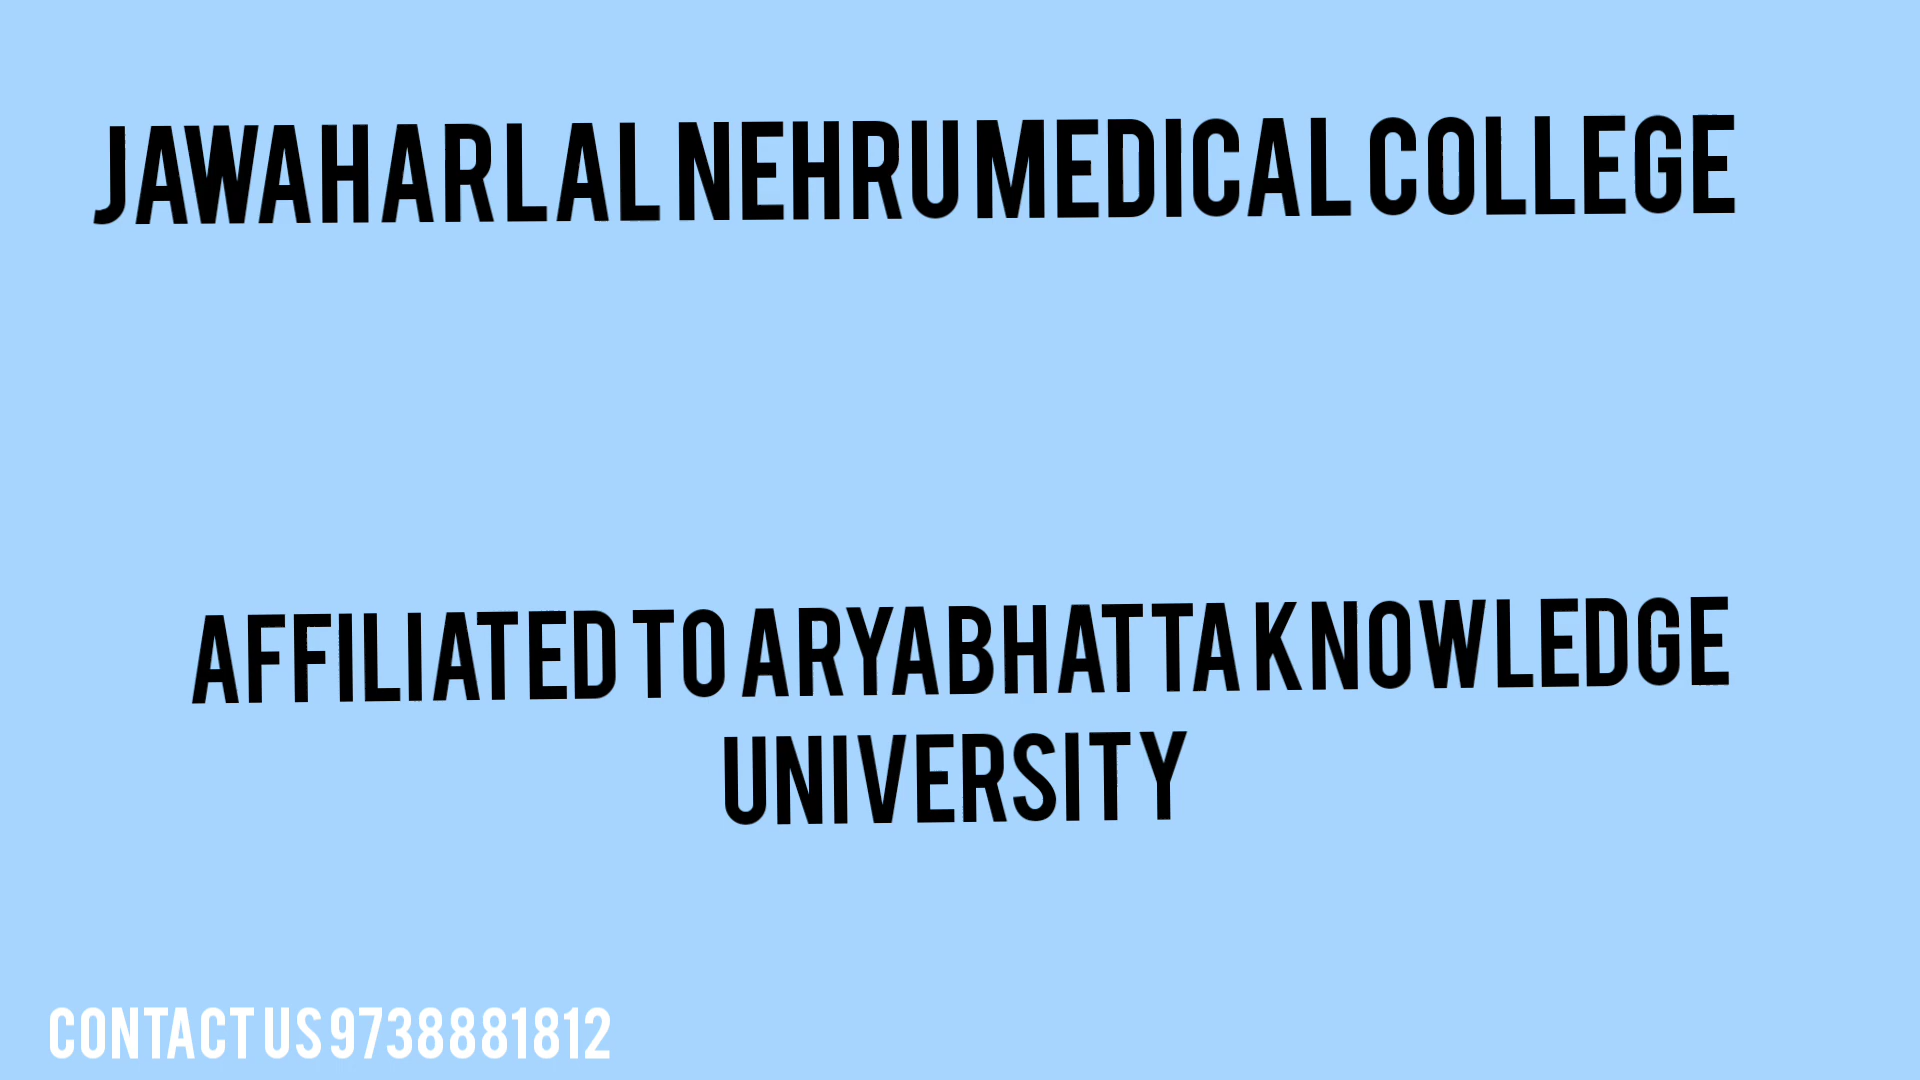 JAWAHARLAL NEHRU MEDICAL COLLEGE
AFFILIATED TO ARYABHATTA KNOWLEDGE
UNIVERSITY
CONTACT US 9738881812